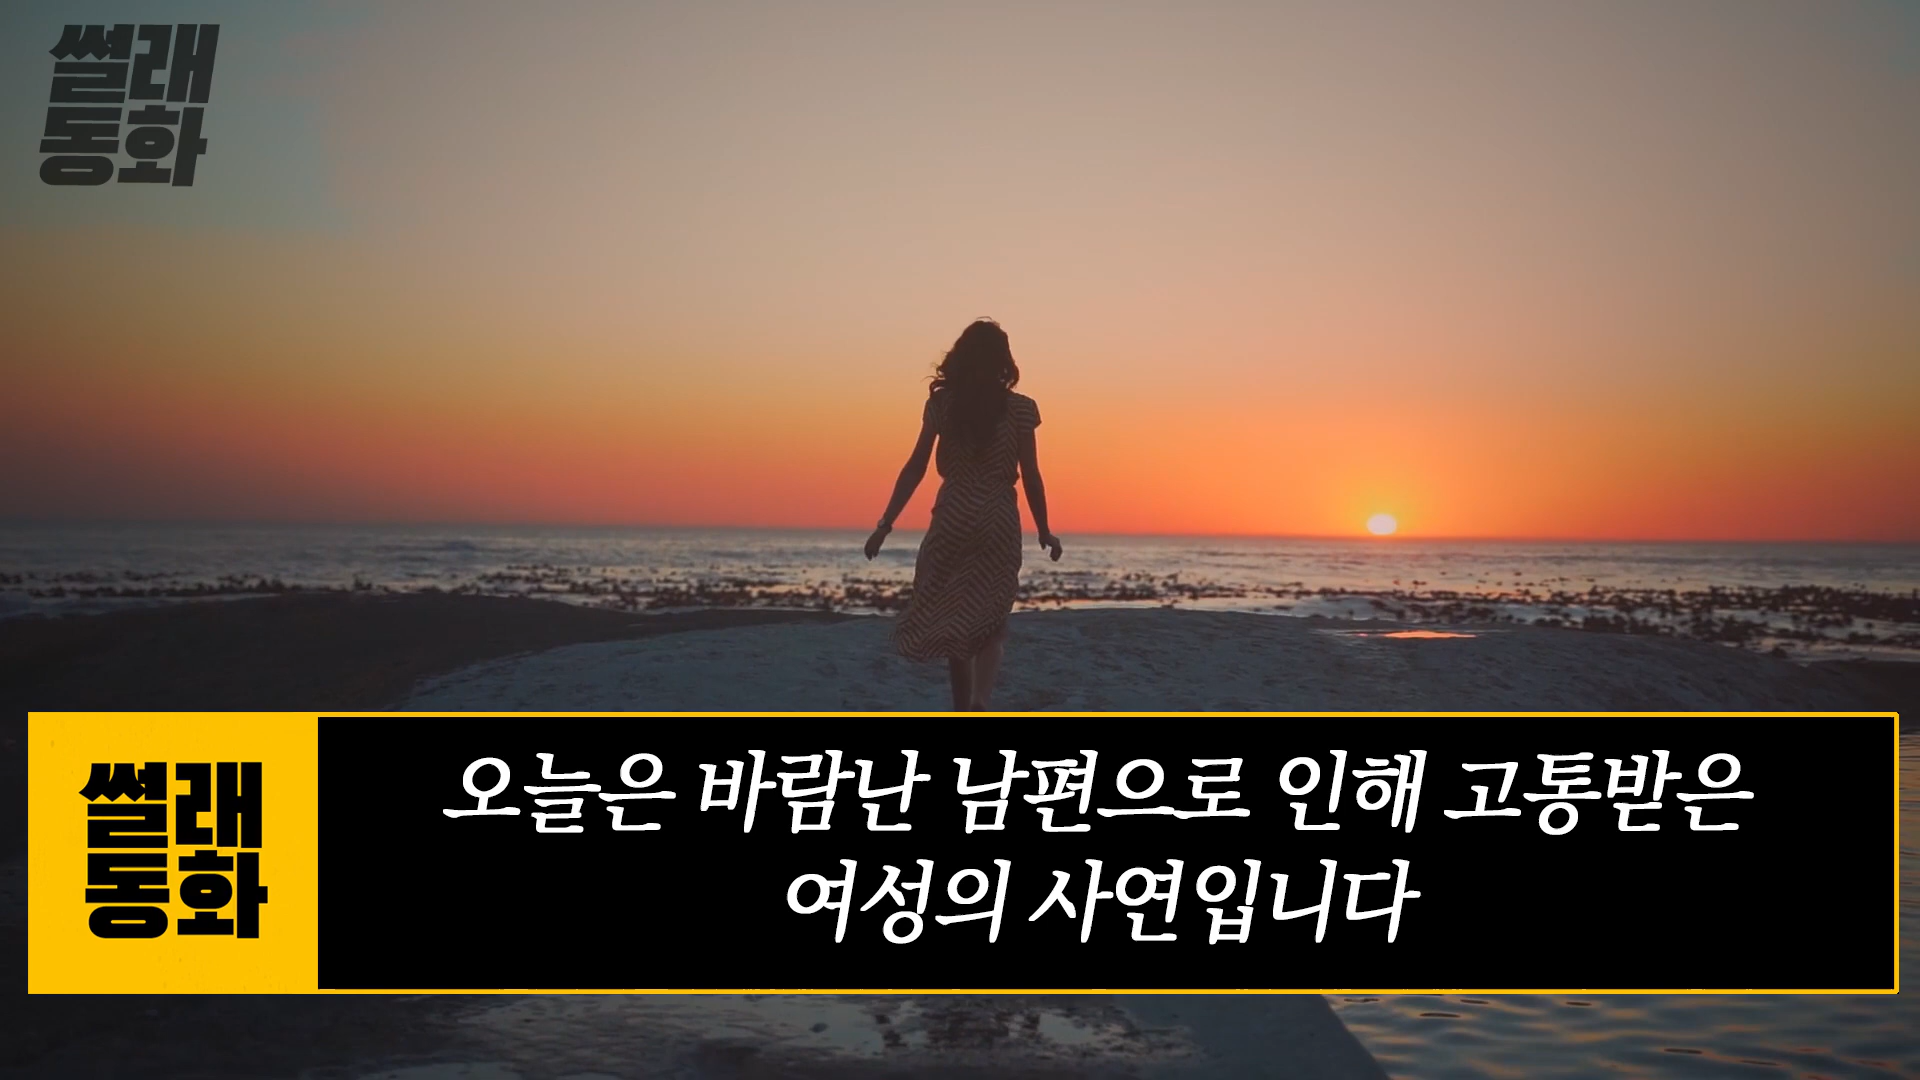 썰래
동화
썰래
동화
오늘은 바람난 남편으로 인해 고통받은
여성의 사연입니다